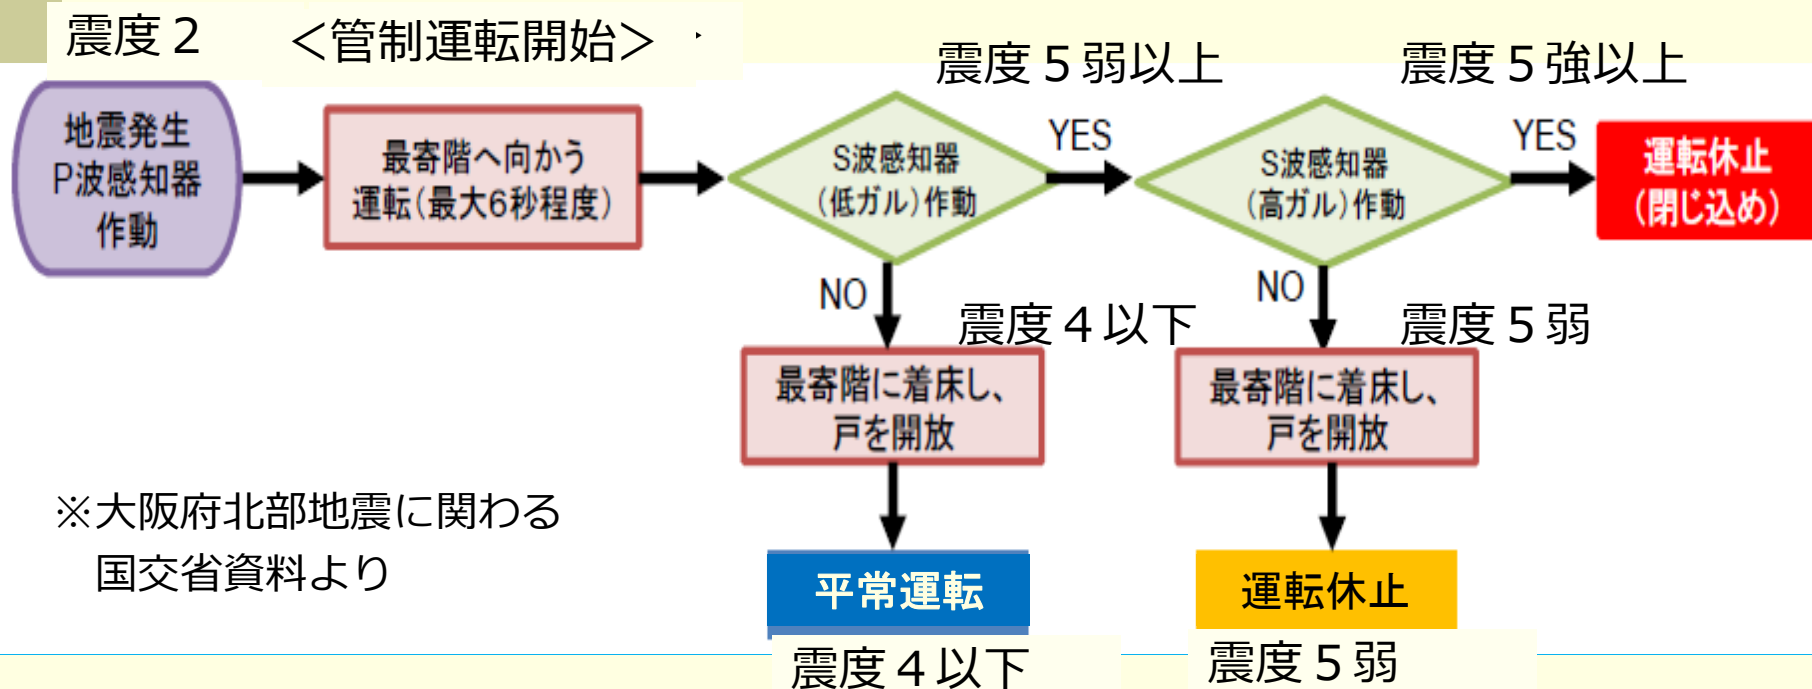 震度２
＜管制運転開始＞
震度５弱以上
震度５強以上
地震発生
P波感知器
作動
最寄階へ向かう
運転（最大6秒程度）
S波感知器
（低ガル）作動
YES
S波感知器
（高ガル）作動
YES
運転休止
（閉じ込め）
NO
震度４以下
NO
震度５弱
最寄階に着床し、
戸を開放
最寄階に着床し、
戸を開放
※大阪府北部地震に関わる
国交省資料より
平常運転
運転休止
震度４以下
震度５弱